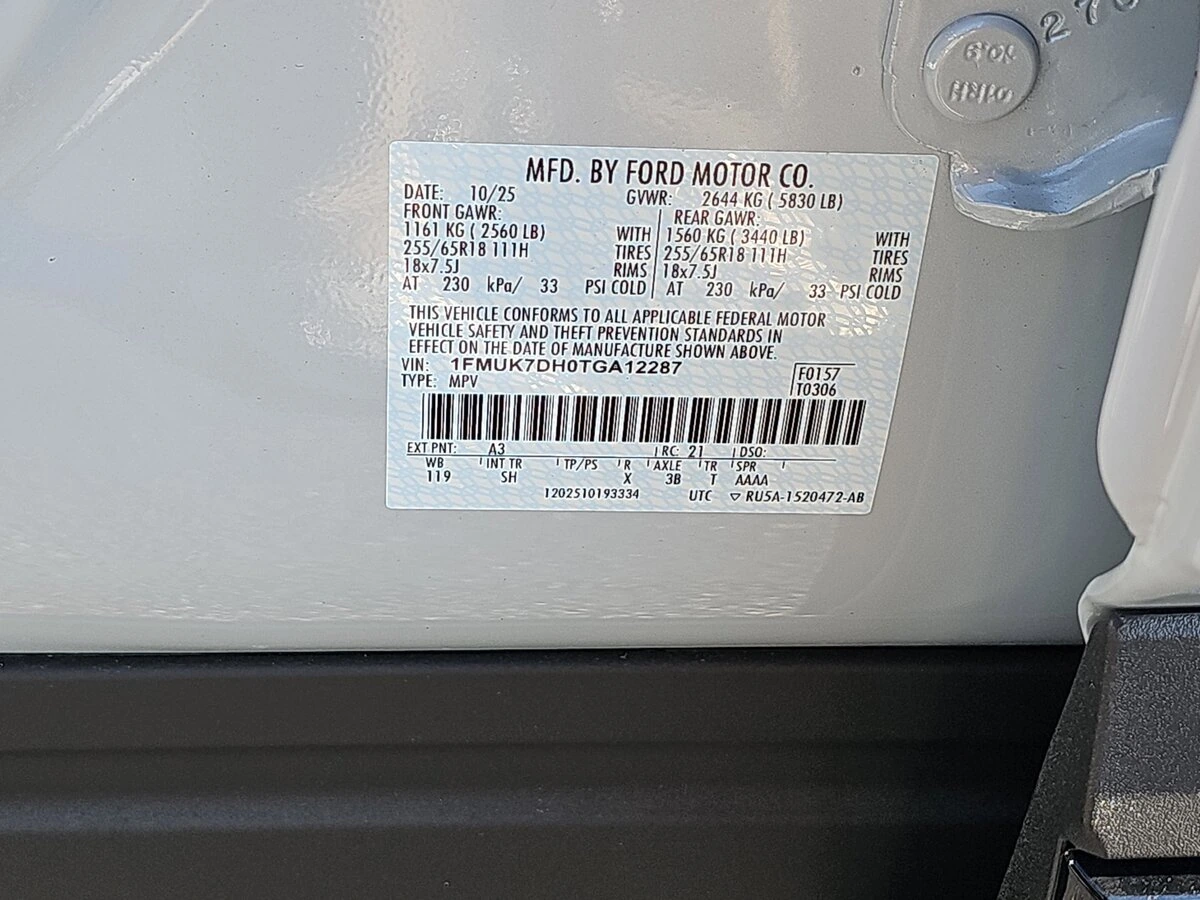 270
MFD. BY FORD MOTOR CO.
DATE: 10/25 GVWR: 2644 KG ( 5830 LB)
FRONT GAWR: REAR GAWR:
1161 KG ( 2560 LB) WITH 1560 KG ( 3440 LB) WITH
255/65R18 111H TIRES 255/65R18 111H TIRES
18x7.5J RIMS 18x7.5J RIMS
AT 230 kPa/ 33 PSI COLD AT 230 kPa/ 33 PSI COLD
THIS VEHICLE CONFORMS TO ALL APPLICABLE FEDERAL MOTOR
VEHICLE SAFETY AND THEFT PREVENTION STANDARDS IN
EFFECT ON THE DATE OF MANUFACTURE SHOWN ABOVE.
VIN: 1FMUK7DH0TGA12287 F0157
TYPE: MPV T0306
EXT PNT: A3 RC: 21 DSO:
WB INT TR TP/PS R AXLE TR SPR
119 SH X 3B T AAAA
1202510193334 UTC ▽ RU5A-1520472-AB